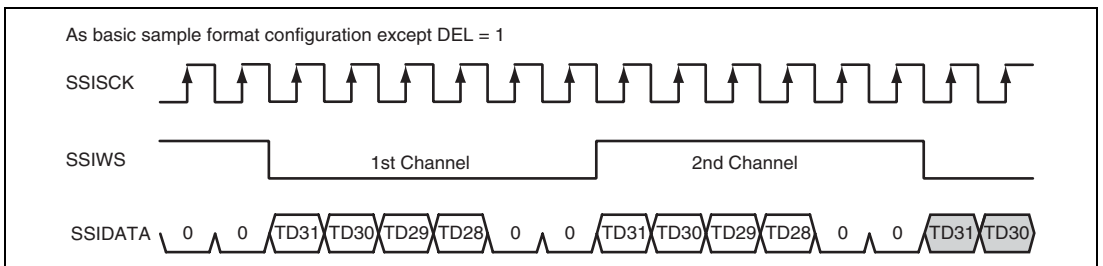 As basic sample format configuration except DEL = 1
SSISCK
SSIWS 1st Channel 2nd Channel
SSIDATA 0 0 TD31 TD30 TD29 TD28 0 0 TD31 TD30 TD29 TD28 0 0 TD31 TD30